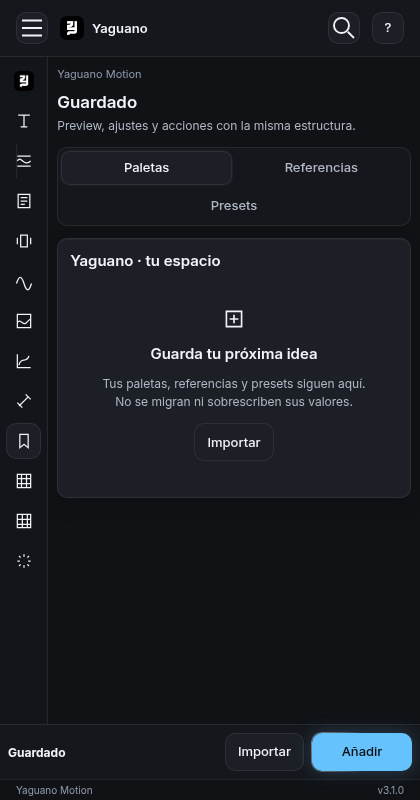 Yaguano
?
Yaguano Motion
Guardado
Preview, ajustes y acciones con la misma estructura.
Paletas
Referencias
Presets
Yaguano · tu espacio
Guarda tu próxima idea
Tus paletas, referencias y presets siguen aquí.
No se migran ni sobrescriben sus valores.
Importar
Guardado
Importar
Añadir
Yaguano Motion
v3.1.0